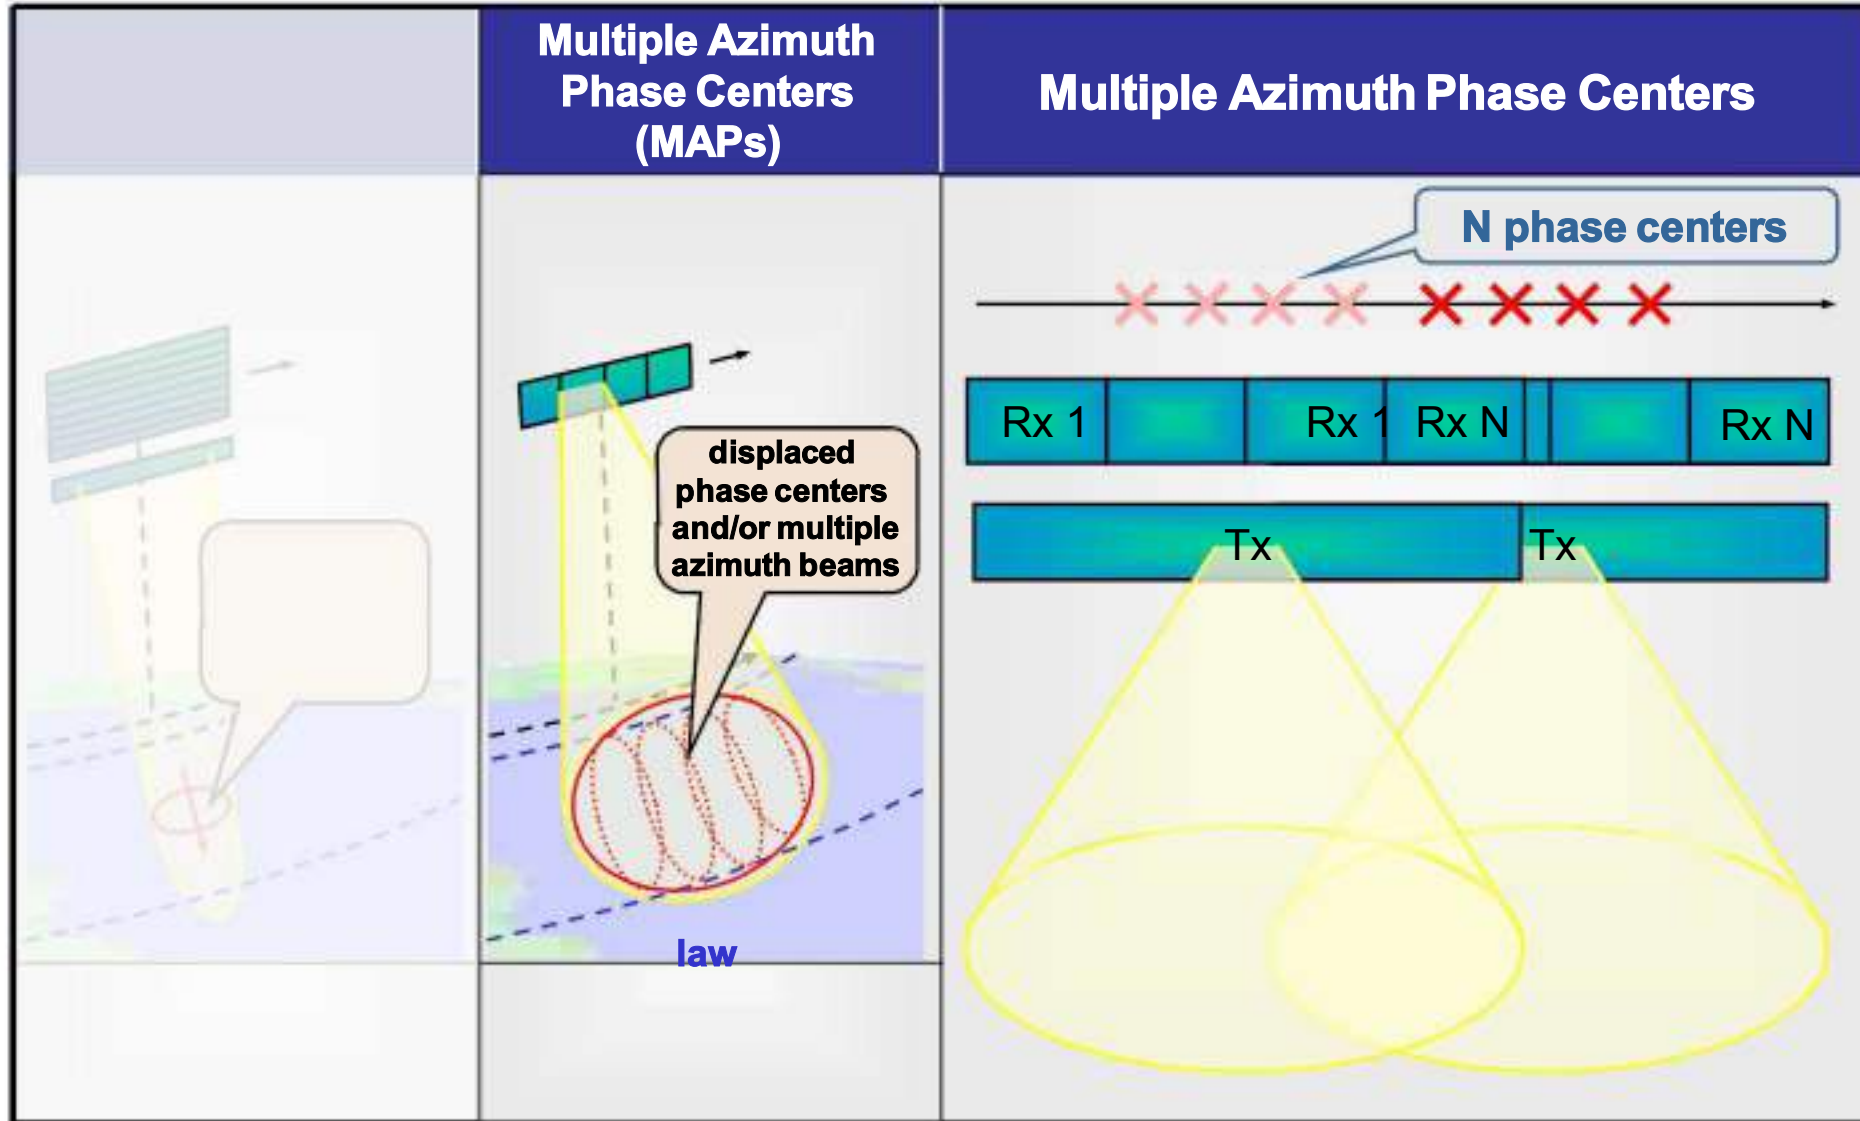 Multiple Azimuth
Phase Centers
(MAPs)
Multiple Azimuth Phase Centers
N phase centers
Rx 1
Rx 1
Rx N
Rx N
Tx
Tx
displaced
phase centers
and/or multiple
azimuth beams
law